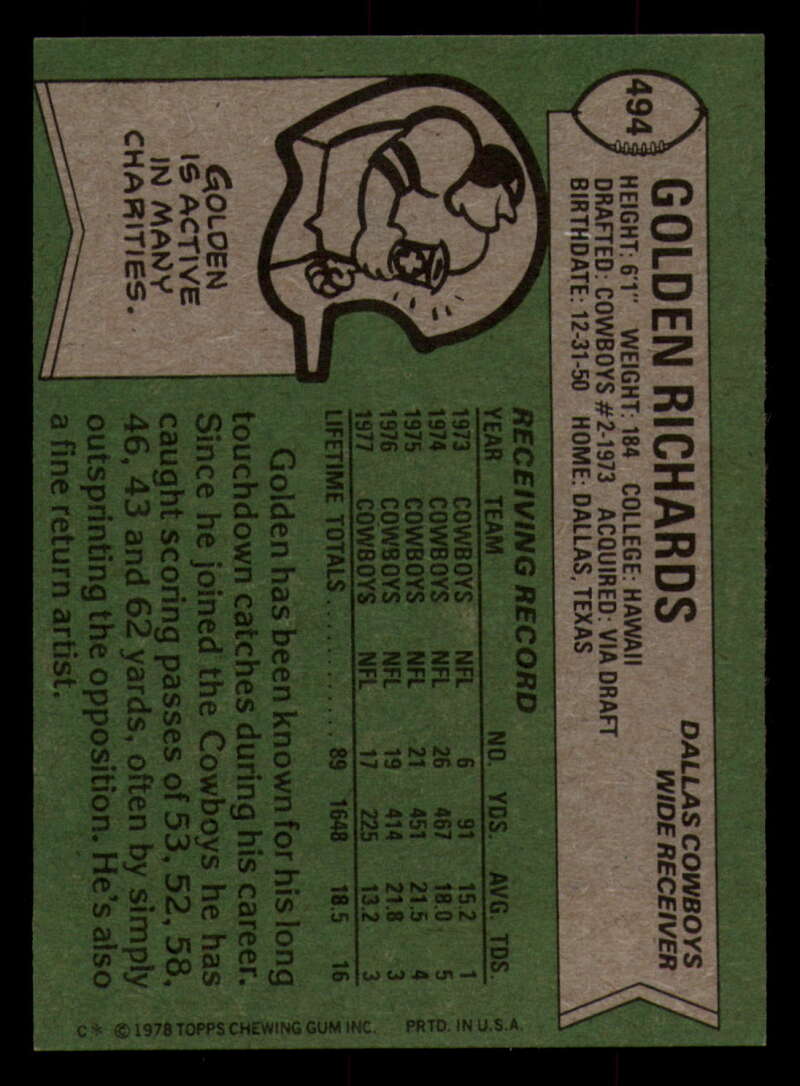 494
GOLDEN RICHARDS
DALLAS COWBOYS
WIDE RECEIVER
HEIGHT: 6'1" WEIGHT: 184 COLLEGE: HAWAII
DRAFTED: COWBOYS #2-1973 ACQUIRED: VIA DRAFT
BIRTHDATE: 12-31-50 HOME: DALLAS, TEXAS
GOLDEN
IS ACTIVE
IN MANY
CHARITIES.
RECEIVING RECORD
YEAR TEAM NO. YDS. AVG. TDS.
1973 COWBOYS NFL 6 91 15.2 1
1974 COWBOYS NFL 26 467 18.0 5
1975 COWBOYS NFL 21 451 21.5 4
1976 COWBOYS NFL 19 414 21.8 3
1977 COWBOYS NFL 17 225 13.2 3
LIFETIME TOTALS.......... 89 1648 18.5 16
Golden has been known for his long
touchdown catches during his career.
Since he joined the Cowboys he has
caught scoring passes of 53, 52, 58,
46, 43 and 62 yards, often by simply
outsprinting the opposition. He's also
a fine return artist.
C* © 1978 TOPPS CHEWING GUM INC. PRTD. IN U.S.A.